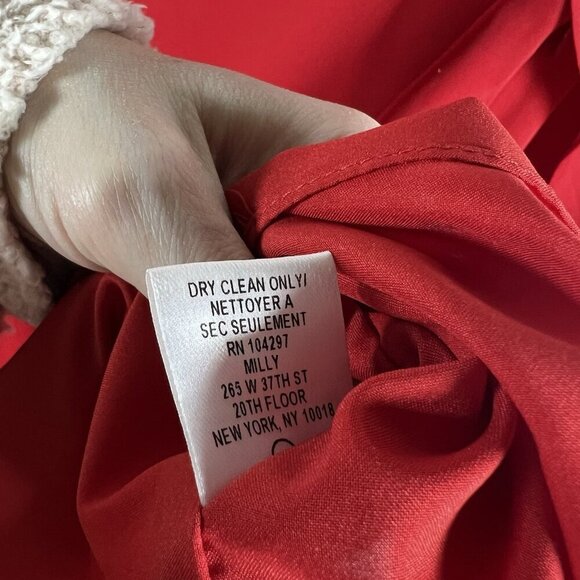 DRY CLEAN ONLY/
NETTOYER A
SEC SEULEMENT
RN 104297
MILLY
265 W 37TH ST
20TH FLOOR
NEW YORK, NY 10018